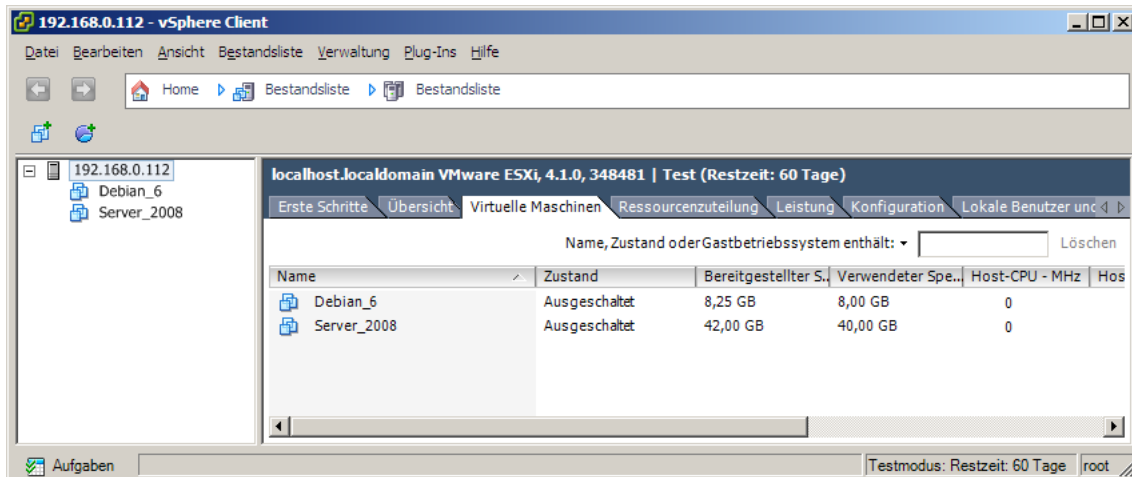 192.168.0.112 - vSphere Client
Datei Bearbeiten Ansicht Bestandsliste Verwaltung Plug-Ins Hilfe
Home Bestandsliste Bestandsliste
192.168.0.112
Debian_6
Server_2008
localhost.localdomain VMware ESXi, 4.1.0, 348481 | Test (Restzeit: 60 Tage)
Erste Schritte Übersicht Virtuelle Maschinen Ressourcenzuteilung Leistung Konfiguration Lokale Benutzer und
Name, Zustand oder Gastbetriebssystem enthält: Löschen
Name Zustand Bereitgestellter S... Verwendeter Spe... Host-CPU - MHz Hos
Debian_6 Ausgeschaltet 8,25 GB 8,00 GB 0
Server_2008 Ausgeschaltet 42,00 GB 40,00 GB 0
Aufgaben Testmodus: Restzeit: 60 Tage root